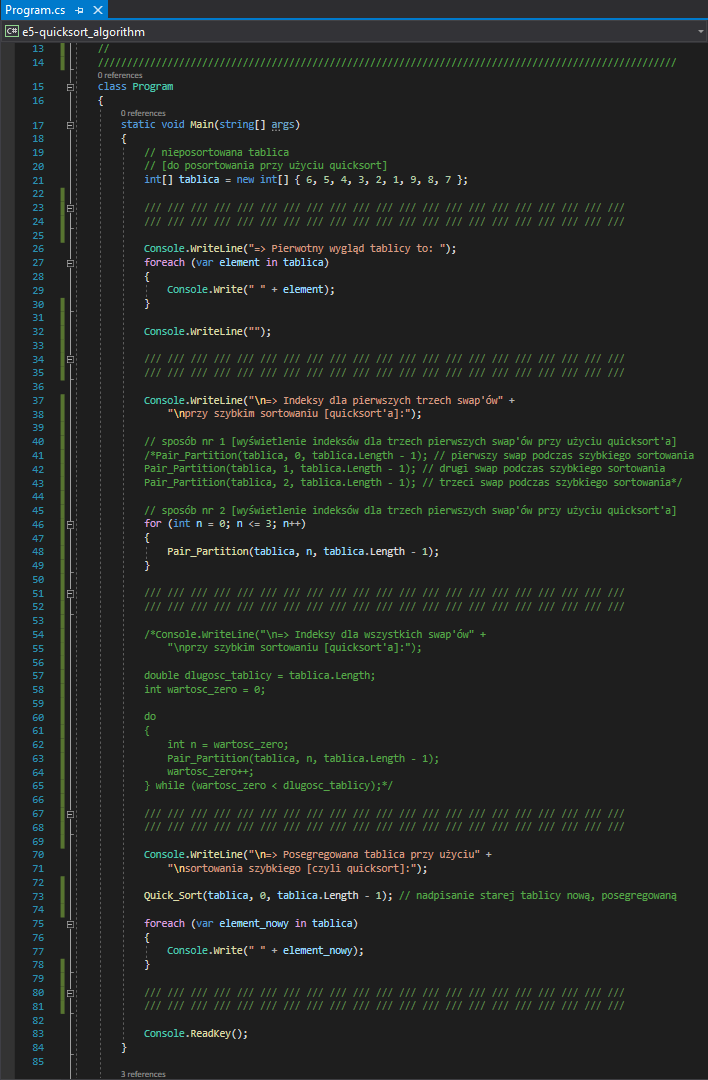 Program.cs
C# e5-quicksort_algorithm
13 //
14 ////////////////////////////////////////////////////////////////////////////////////////////////////
0 references
15 class Program
16 {
0 references
17 static void Main(string[] args)
18 {
19 // nieposortowana tablica
20 // [do posortowania przy użyciu quicksort]
21 int[] tablica = new int[] { 6, 5, 4, 3, 2, 1, 9, 8, 7 };
22
23 /// /// /// /// /// /// /// /// /// /// /// /// /// /// /// /// /// /// /// /// ///
24 /// /// /// /// /// /// /// /// /// /// /// /// /// /// /// /// /// /// /// /// ///
25
26 Console.WriteLine("=> Pierwotny wygląd tablicy to: ");
27 foreach (var element in tablica)
28 {
29 Console.Write(" " + element);
30 }
31
32 Console.WriteLine("");
33
34 /// /// /// /// /// /// /// /// /// /// /// /// /// /// /// /// /// /// /// /// ///
35 /// /// /// /// /// /// /// /// /// /// /// /// /// /// /// /// /// /// /// /// ///
36
37 Console.WriteLine("\n=> Indeksy dla pierwszych trzech swap'ów" +
38 "\nprzy szybkim sortowaniu [quicksort'a]:");
39
40 // sposób nr 1 [wyświetlenie indeksów dla trzech pierwszych swap'ów przy użyciu quicksort'a]
41 /*Pair_Partition(tablica, 0, tablica.Length - 1); // pierwszy swap podczas szybkiego sortowania
42 Pair_Partition(tablica, 1, tablica.Length - 1); // drugi swap podczas szybkiego sortowania
43 Pair_Partition(tablica, 2, tablica.Length - 1); // trzeci swap podczas szybkiego sortowania*/
44
45 // sposób nr 2 [wyświetlenie indeksów dla trzech pierwszych swap'ów przy użyciu quicksort'a]
46 for (int n = 0; n <= 3; n++)
47 {
48 Pair_Partition(tablica, n, tablica.Length - 1);
49 }
50
51 /// /// /// /// /// /// /// /// /// /// /// /// /// /// /// /// /// /// /// /// ///
52 /// /// /// /// /// /// /// /// /// /// /// /// /// /// /// /// /// /// /// /// ///
53
54 /*Console.WriteLine("\n=> Indeksy dla wszystkich swap'ów" +
55 "\nprzy szybkim sortowaniu [quicksort'a]:");
56
57 double dlugosc_tablicy = tablica.Length;
58 int wartosc_zero = 0;
59
60 do
61 {
62 int n = wartosc_zero;
63 Pair_Partition(tablica, n, tablica.Length - 1);
64 wartosc_zero++;
65 } while (wartosc_zero < dlugosc_tablicy);*/
66
67 /// /// /// /// /// /// /// /// /// /// /// /// /// /// /// /// /// /// /// /// ///
68 /// /// /// /// /// /// /// /// /// /// /// /// /// /// /// /// /// /// /// /// ///
69
70 Console.WriteLine("\n=> Posegregowana tablica przy użyciu" +
71 "\nsortowania szybkiego [czyli quicksort]:");
72
73 Quick_Sort(tablica, 0, tablica.Length - 1); // nadpisanie starej tablicy nową, posegregowaną
74
75 foreach (var element_nowy in tablica)
76 {
77 Console.Write(" " + element_nowy);
78 }
79
80 /// /// /// /// /// /// /// /// /// /// /// /// /// /// /// /// /// /// /// /// ///
81 /// /// /// /// /// /// /// /// /// /// /// /// /// /// /// /// /// /// /// /// ///
82
83 Console.ReadKey();
84 }
85
3 references